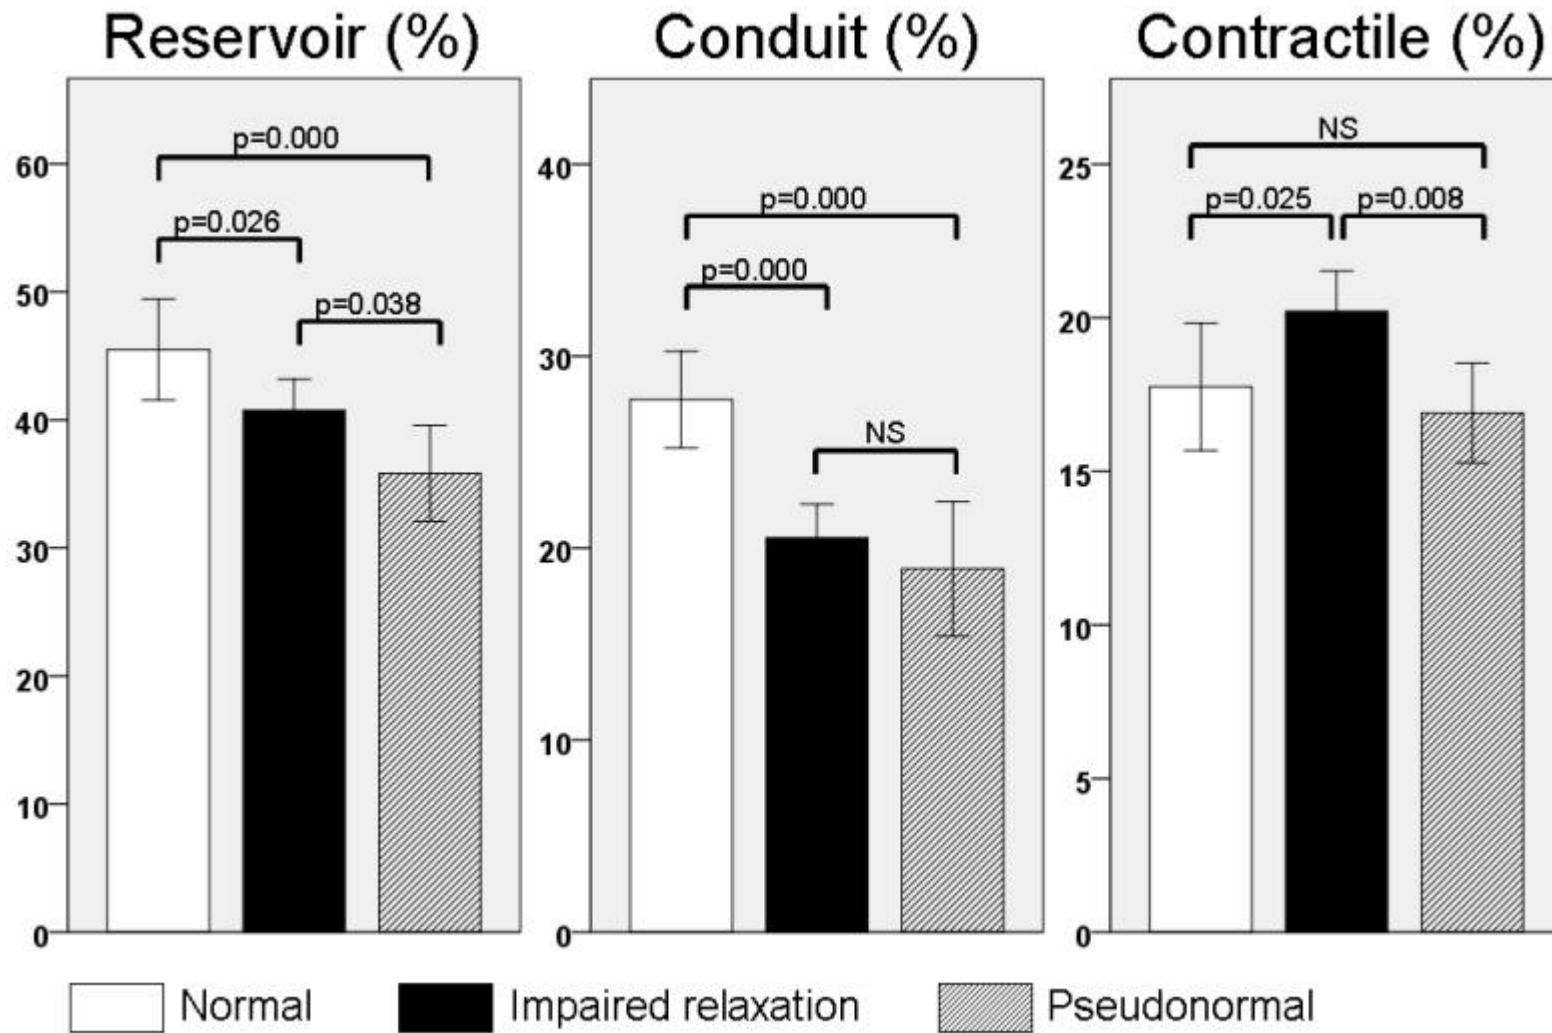 Reservoir (%)
60
50
40
30
20
10
0
p=0.000
p=0.026
p=0.038
Conduit (%)
40
30
20
10
0
p=0.000
p=0.000
NS
Contractile (%)
25
20
15
10
5
0
NS
p=0.025 p=0.008
Normal Impaired relaxation Pseudonormal